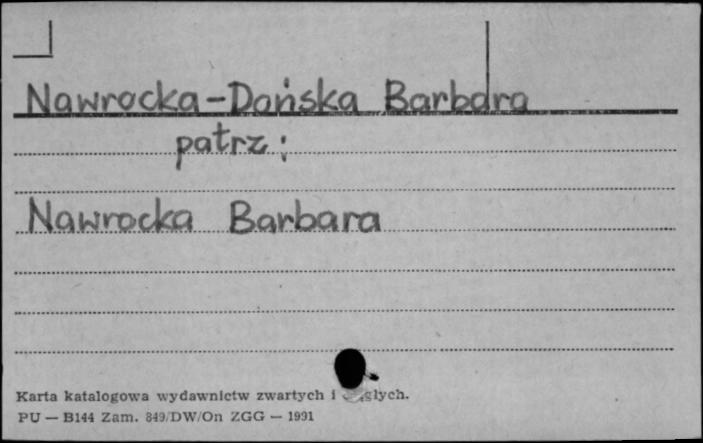 Nawrocka-Dańska Barbara
patrz:
Nawrocka Barbara
Karta katalogowa wydawnictw zwartych i
PU — B144 Zam. 849/DW/On ZGG — 1991